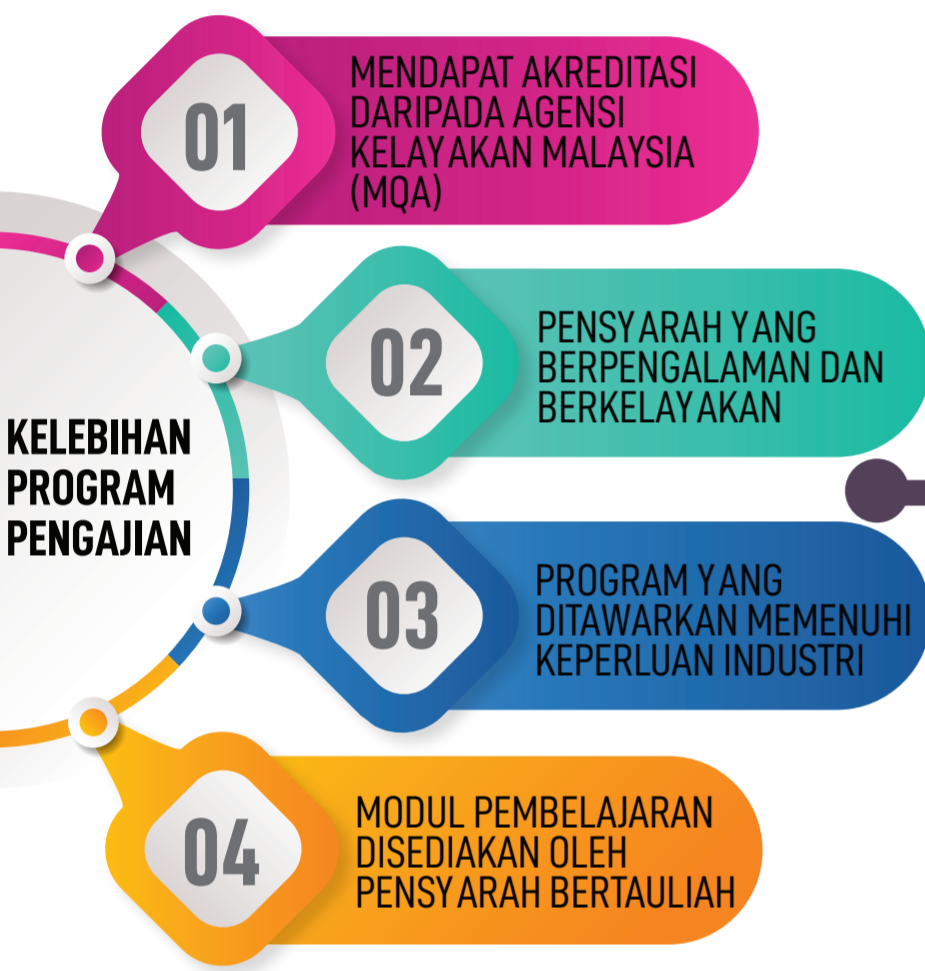 KELEBIHAN
PROGRAM
PENGAJIAN
01
MENDAPAT AKREDITASI
DARIPADA AGENSI
KELAYAKAN MALAYSIA
(MQA)
02
PENSYARAH YANG
BERPENGALAMAN DAN
BERKELAYAKAN
03
PROGRAM YANG
DITAWARKAN MEMENUHI
KEPERLUAN INDUSTRI
04
MODUL PEMBELAJARAN
DISEDIAKAN OLEH
PENSYARAH BERTAULIAH